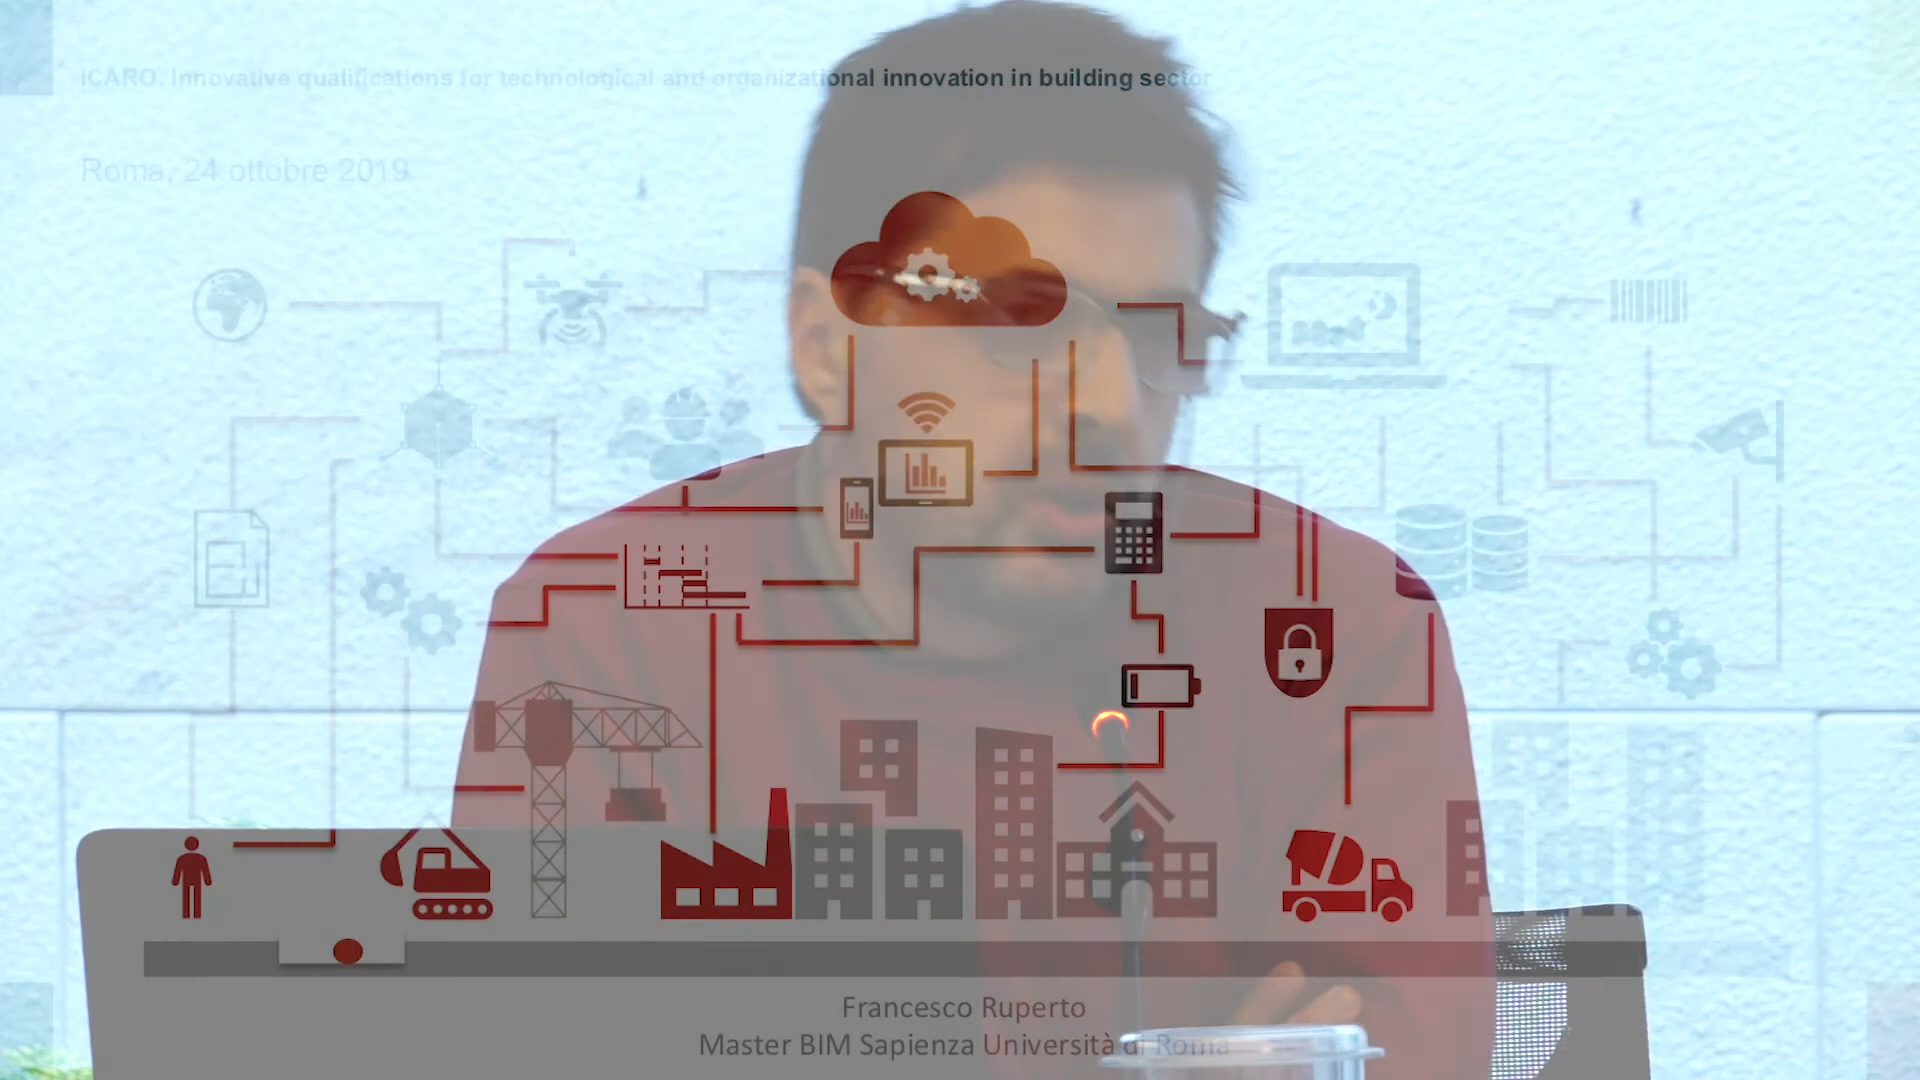 ICARO. Innovative qualifications for technological and organizational innovation in building sector
Roma, 24 ottobre 2019
Francesco Ruperto
Master BIM Sapienza Università di Roma